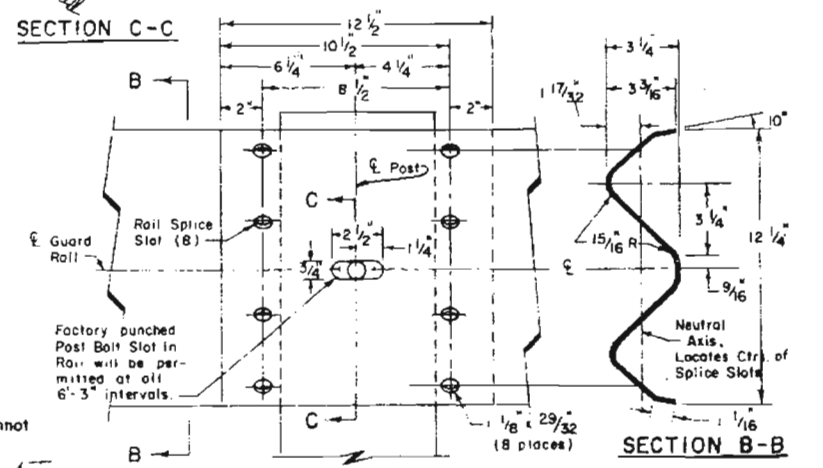 SECTION C-C
12 1/2"
10 1/2"
6 1/4"
4 1/4"
8 1/2"
2"
2"
3 1/4"
3 3/16"
1 17/32"
10°
B
℄ Post
C
Rail Splice
Slot (8)
2 1/2"
1 1/4"
3/4"
℄ Guard
Rail
15/16" R
3 1/4"
12 1/4"
℄
9/16"
Factory punched
Post Bolt Slot in
Rail will be per-
mitted at all
6'-3" intervals.
Neutral
Axis,
Locates Ctr. of
Splice Slots
C
1 1/8" x 29/32"
(8 places)
1 1/16"
B
SECTION B-B